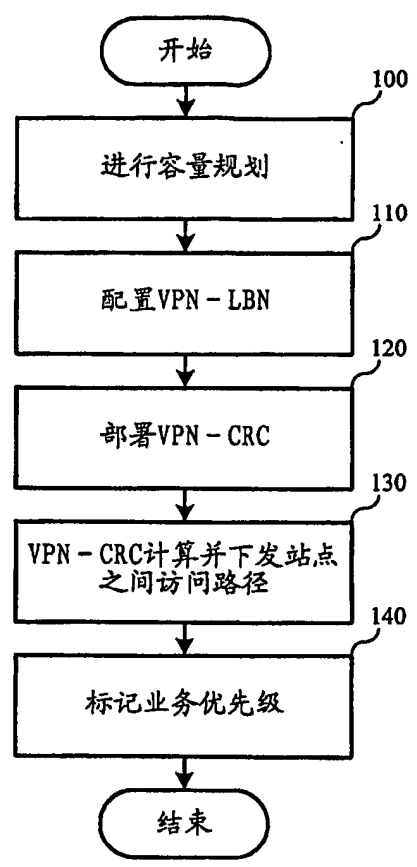 开始
100
进行容量规划
110
配置VPN-LBN
120
部署VPN-CRC
130
VPN-CRC计算并下发站点
之间访问路径
140
标记业务优先级
结束